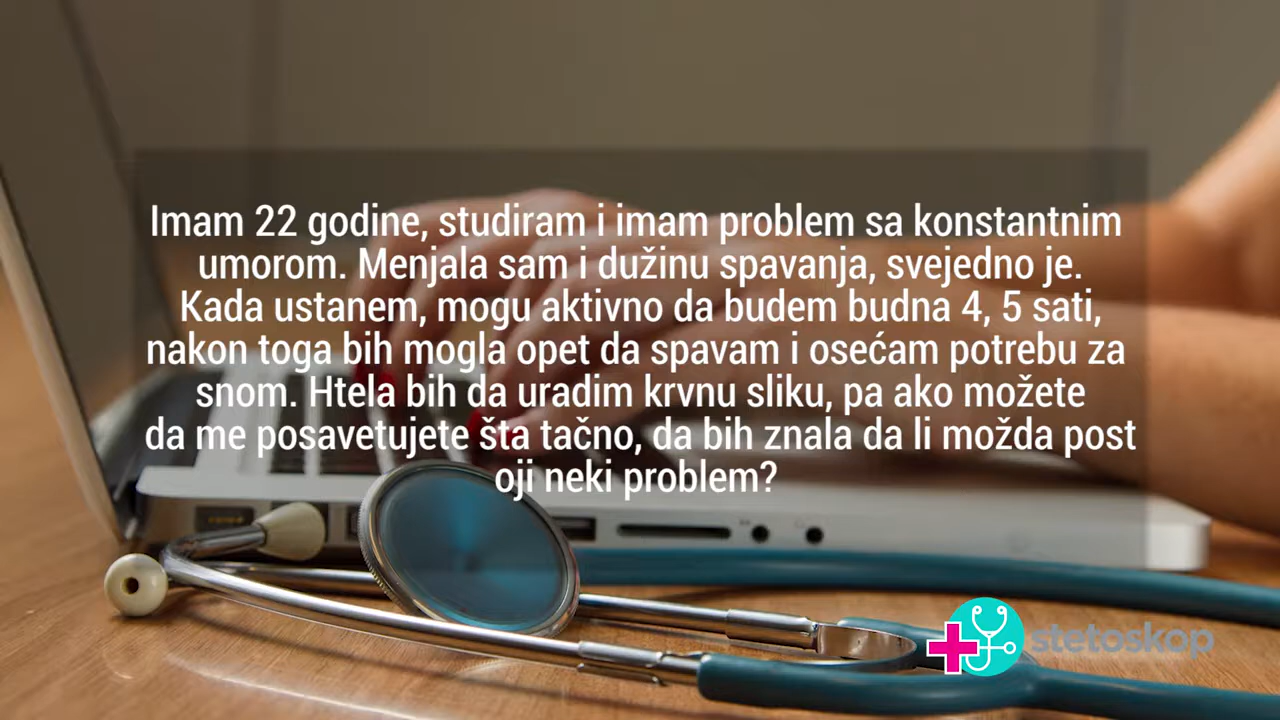 Imam 22 godine, studiram i imam problem sa konstantnim
umorom. Menjala sam i dužinu spavanja, svejedno je.
Kada ustanem, mogu aktivno da budem budna 4, 5 sati,
nakon toga bih mogla opet da spavam i osećam potrebu za
snom. Htela bih da uradim krvnu sliku, pa ako možete
da me posavetujete šta tačno, da bih znala da li možda post
oji neki problem?
stetoskop